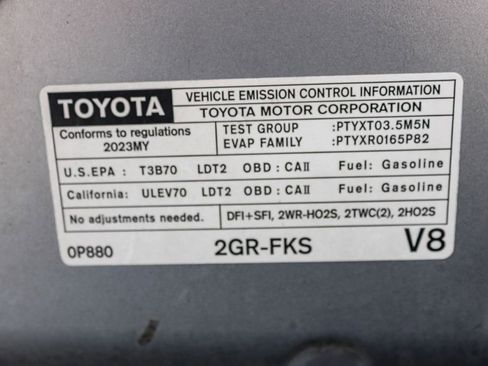 TOYOTA
VEHICLE EMISSION CONTROL INFORMATION
TOYOTA MOTOR CORPORATION
Conforms to regulations
2023MY
TEST GROUP :PTYXT03.5M5N
EVAP FAMILY :PTYXR0165P82
U.S.EPA : T3B70 LDT2 OBD : CAII Fuel: Gasoline
California: ULEV70 LDT2 OBD : CAII Fuel: Gasoline
No adjustments needed. DFI+SFI, 2WR-HO2S, 2TWC(2), 2HO2S
0P880 2GR-FKS V8